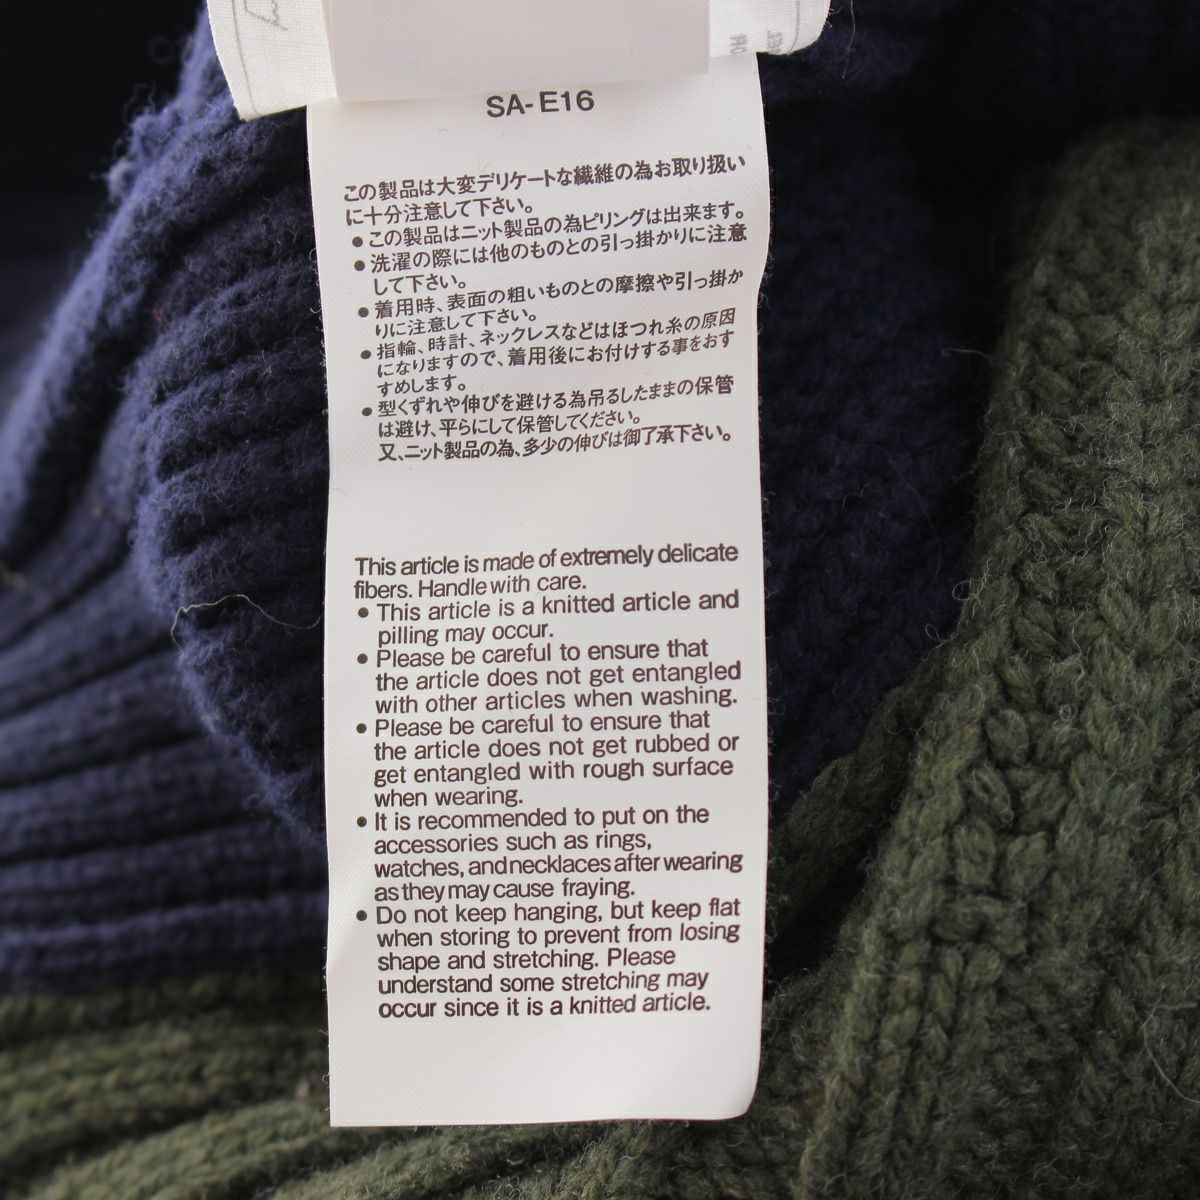 SA-E16
この製品は大変デリケートな繊維の為お取り扱い
に十分注意して下さい。
● この製品はニット製品の為ピリングは出来ます。
● 洗濯の際には他のものとの引っ掛かりに注意
して下さい。
● 着用時、表面の粗いものとの摩擦や引っ掛か
りに注意して下さい。
● 指輪、時計、ネックレスなどはほつれ糸の原因
になりますので、着用後にお付けする事をおす
すめします。
● 型くずれや伸びを避ける為吊るしたままの保管
は避け、平らにして保管してください。
又、ニット製品の為、多少の伸びは御了承下さい。
This article is made of extremely delicate
fibers. Handle with care.
● This article is a knitted article and
pilling may occur.
● Please be careful to ensure that
the article does not get entangled
with other articles when washing.
● Please be careful to ensure that
the article does not get rubbed or
get entangled with rough surface
when wearing.
● It is recommended to put on the
accessories such as rings,
watches, and necklaces after wearing
as they may cause fraying.
● Do not keep hanging, but keep flat
when storing to prevent from losing
shape and stretching. Please
understand some stretching may
occur since it is a knitted article.